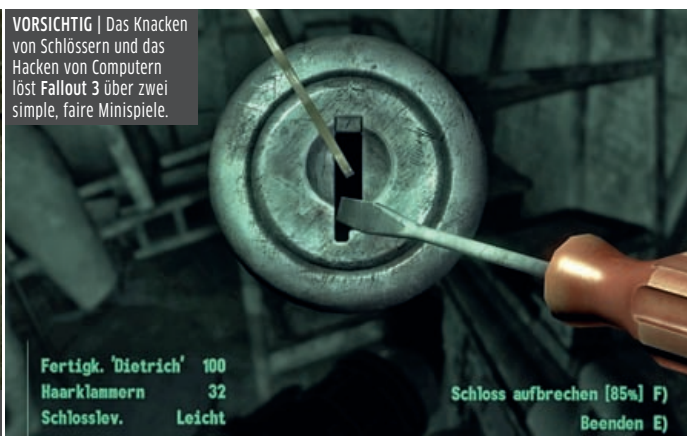 VORSICHTIG | Das Knacken
von Schlössern und das
Hacken von Computern
löst Fallout 3 über zwei
simple, faire Minispiele.
Fertigk. 'Dietrich' 100
Haarklammern 32
Schlosslev. Leicht
Schloss aufbrechen [85%] F)
Beenden E)